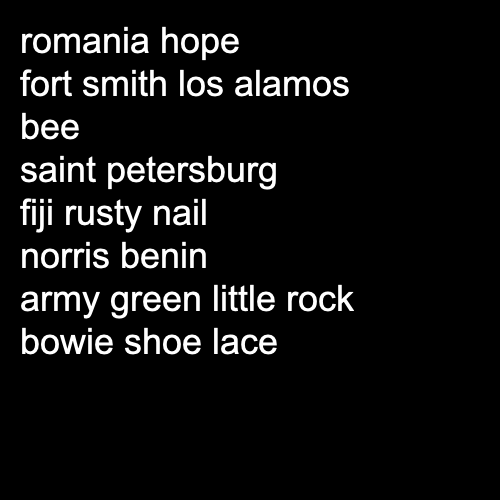 romania hope
fort smith los alamos
bee
saint petersburg
fiji rusty nail
norris benin
army green little rock
bowie shoe lace